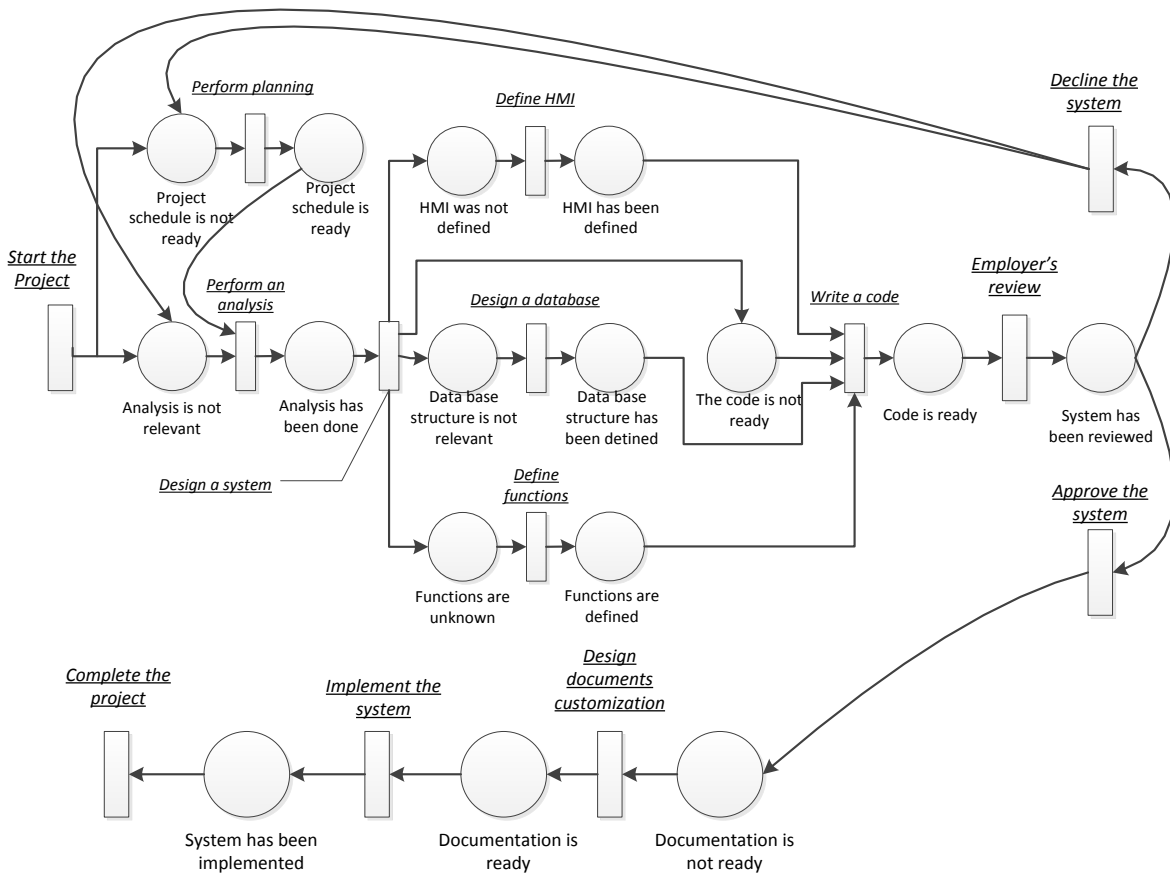 Perform planning
Define HMI
Decline the
system
Project
schedule is not
ready
Project
schedule is
ready
HMI was not
defined
HMI has been
defined
Start the
Project
Perform an
analysis
Design a database
Write a code
Employer's
review
Analysis is not
relevant
Analysis has
been done
Data base
structure is not
relevant
Data base
structure has
been detined
The code is not
ready
Code is ready
System has
been reviewed
Design a system
Define
functions
Approve the
system
Functions are
unknown
Functions are
defined
Complete the
project
Implement the
system
Design
documents
customization
System has been
implemented
Documentation is
ready
Documentation is
not ready